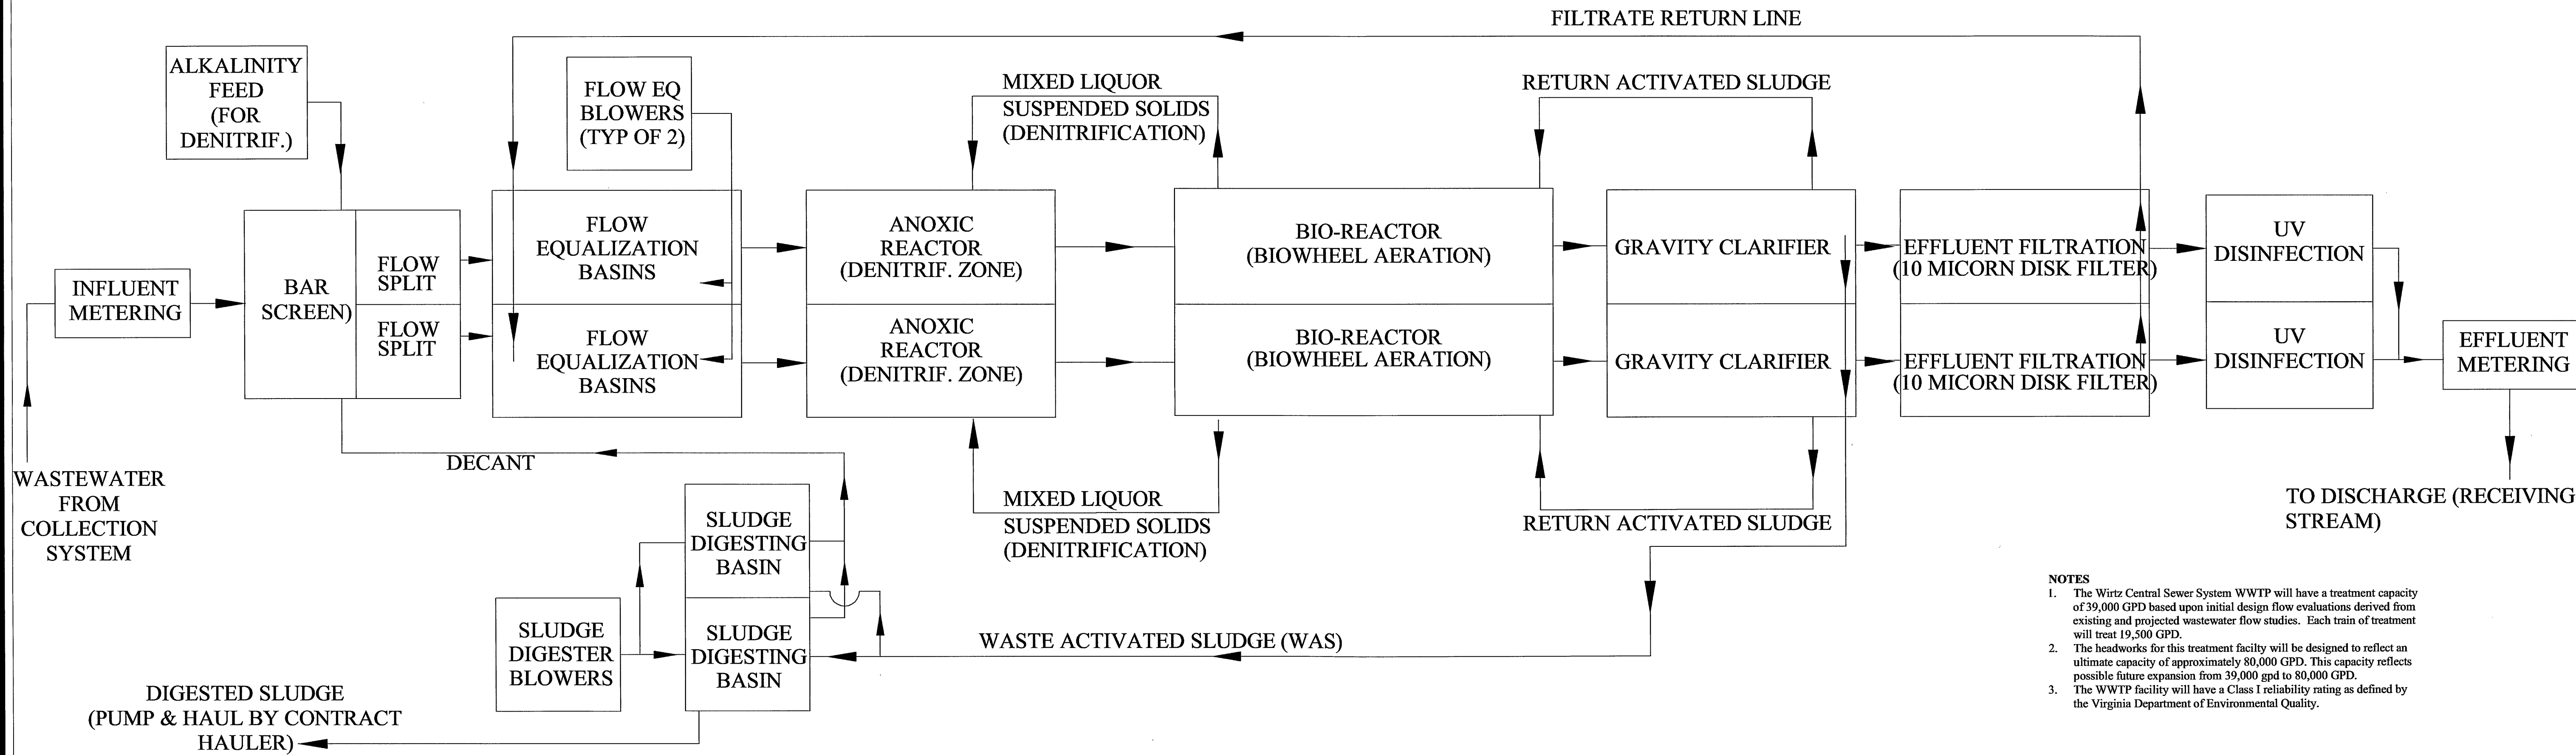 FILTRATE RETURN LINE
ALKALINITY
FEED
(FOR
DENITRIF.)
FLOW EQ
BLOWERS
(TYP OF 2)
MIXED LIQUOR
SUSPENDED SOLIDS
(DENITRIFICATION)
RETURN ACTIVATED SLUDGE
INFLUENT
METERING
BAR
SCREEN)
FLOW
SPLIT
FLOW
SPLIT
FLOW
EQUALIZATION
BASINS
FLOW
EQUALIZATION
BASINS
ANOXIC
REACTOR
(DENITRIF. ZONE)
ANOXIC
REACTOR
(DENITRIF. ZONE)
BIO-REACTOR
(BIOWHEEL AERATION)
BIO-REACTOR
(BIOWHEEL AERATION)
GRAVITY CLARIFIER
GRAVITY CLARIFIER
EFFLUENT FILTRATION
(10 MICORN DISK FILTER)
EFFLUENT FILTRATION
(10 MICORN DISK FILTER)
UV
DISINFECTION
UV
DISINFECTION
EFFLUENT
METERING
WASTEWATER
FROM
COLLECTION
SYSTEM
DECANT
MIXED LIQUOR
SUSPENDED SOLIDS
(DENITRIFICATION)
RETURN ACTIVATED SLUDGE
TO DISCHARGE (RECEIVING
STREAM)
SLUDGE
DIGESTING
BASIN
SLUDGE
DIGESTING
BASIN
SLUDGE
DIGESTER
BLOWERS
WASTE ACTIVATED SLUDGE (WAS)
DIGESTED SLUDGE
(PUMP & HAUL BY CONTRACT
HAULER)
NOTES
1. The Wirtz Central Sewer System WWTP will have a treatment capacity
of 39,000 GPD based upon initial design flow evaluations derived from
existing and projected wastewater flow studies. Each train of treatment
will treat 19,500 GPD.
2. The headworks for this treatment facilty will be designed to reflect an
ultimate capacity of approximately 80,000 GPD. This capacity reflects
possible future expansion from 39,000 gpd to 80,000 GPD.
3. The WWTP facility will have a Class I reliability rating as defined by
the Virginia Department of Environmental Quality.